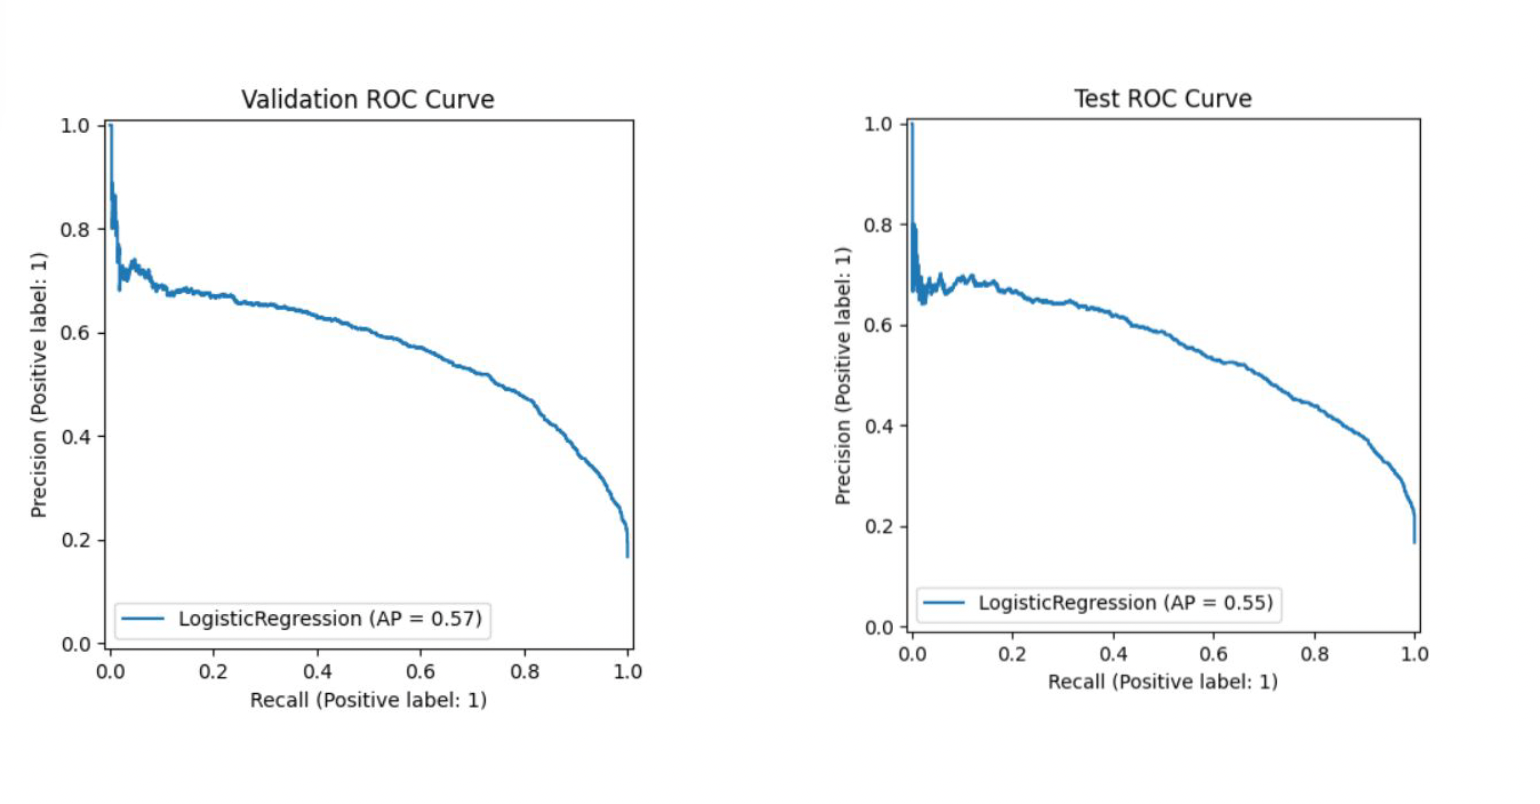 Validation ROC Curve
1.0
0.8
0.6
0.4
0.2
0.0
Precision (Positive label: 1)
LogisticRegression (AP = 0.57)
0.0 0.2 0.4 0.6 0.8 1.0
Recall (Positive label: 1)
Test ROC Curve
1.0
0.8
0.6
0.4
0.2
0.0
Precision (Positive label: 1)
LogisticRegression (AP = 0.55)
0.0 0.2 0.4 0.6 0.8 1.0
Recall (Positive label: 1)